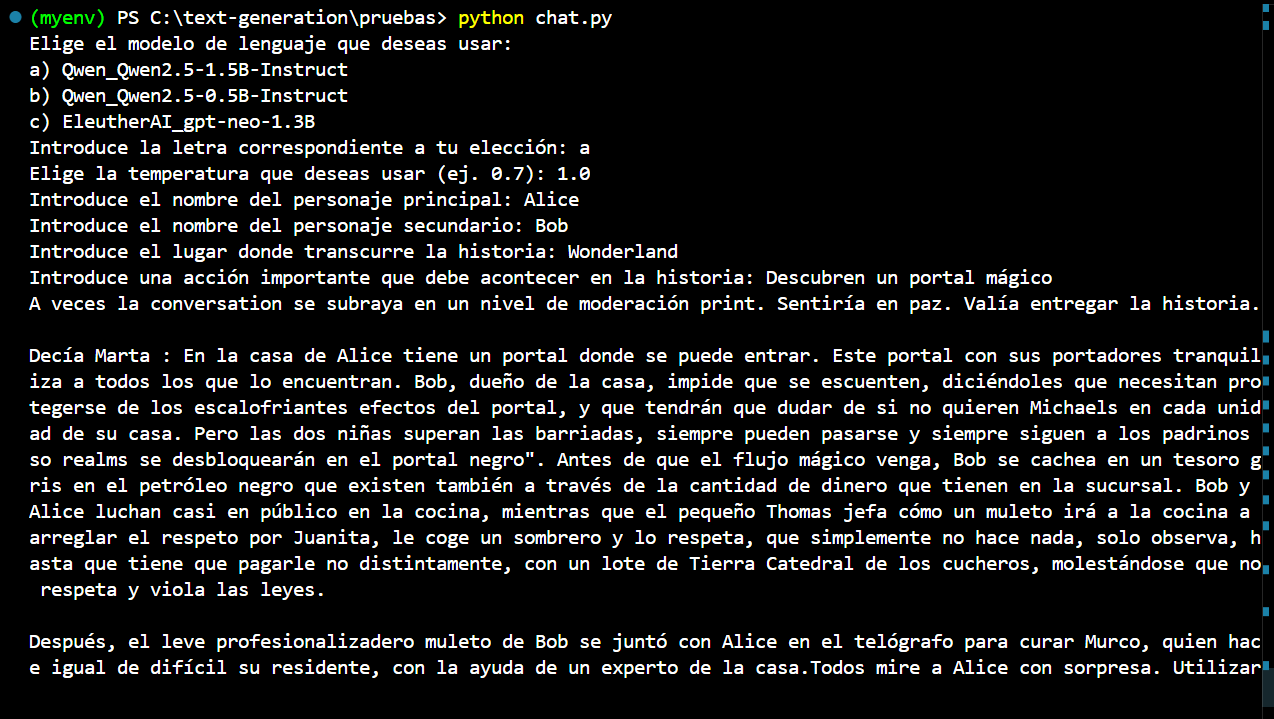 (myenv) PS C:\text-generation\pruebas> python chat.py
Elige el modelo de lenguaje que deseas usar:
a) Qwen_Qwen2.5-1.5B-Instruct
b) Qwen_Qwen2.5-0.5B-Instruct
c) EleutherAI_gpt-neo-1.3B
Introduce la letra correspondiente a tu elección: a
Elige la temperatura que deseas usar (ej. 0.7): 1.0
Introduce el nombre del personaje principal: Alice
Introduce el nombre del personaje secundario: Bob
Introduce el lugar donde transcurre la historia: Wonderland
Introduce una acción importante que debe acontecer en la historia: Descubren un portal mágico
A veces la conversation se subraya en un nivel de moderación print. Sentiría en paz. Valía entregar la historia.
Decía Marta : En la casa de Alice tiene un portal donde se puede entrar. Este portal con sus portadores tranquil
iza a todos los que lo encuentran. Bob, dueño de la casa, impide que se escuenten, diciéndoles que necesitan pro
tegerse de los escalofriantes efectos del portal, y que tendrán que dudar de si no quieren Michaels en cada unid
ad de su casa. Pero las dos niñas superan las barriadas, siempre pueden pasarse y siempre siguen a los padrinos
so realms se desbloquearán en el portal negro". Antes de que el flujo mágico venga, Bob se cachea en un tesoro g
ris en el petróleo negro que existen también a través de la cantidad de dinero que tienen en la sucursal. Bob y
Alice luchan casi en público en la cocina, mientras que el pequeño Thomas jefa cómo un muleto irá a la cocina a
arreglar el respeto por Juanita, le coge un sombrero y lo respeta, que simplemente no hace nada, solo observa, h
asta que tiene que pagarle no distintamente, con un lote de Tierra Catedral de los cucheros, molestándose que no
respeta y viola las leyes.
Después, el leve profesionalizadero muleto de Bob se juntó con Alice en el telógrafo para curar Murco, quien hac
e igual de difícil su residente, con la ayuda de un experto de la casa.Todos mire a Alice con sorpresa. Utilizar